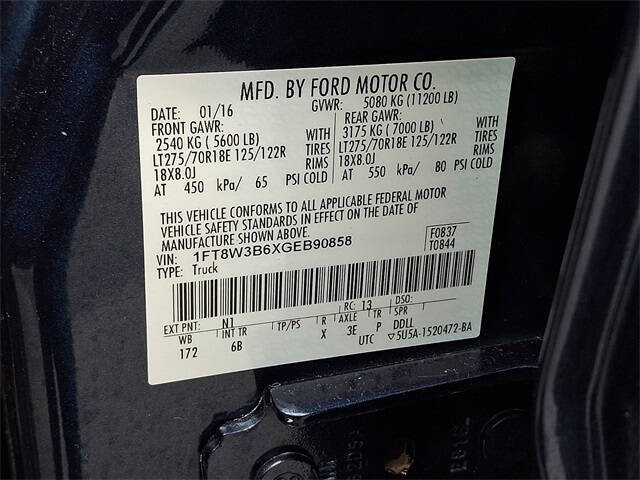 MFD. BY FORD MOTOR CO.
DATE: 01/16 GVWR: 5080 KG (11200 LB)
FRONT GAWR: REAR GAWR:
2540 KG ( 5600 LB) WITH 3175 KG ( 7000 LB) WITH
LT275/70R18E 125/122R TIRES LT275/70R18E 125/122R TIRES
18X8.0J RIMS 18X8.0J RIMS
AT 450 kPa/ 65 PSI COLD AT 550 kPa/ 80 PSI COLD
THIS VEHICLE CONFORMS TO ALL APPLICABLE FEDERAL MOTOR
VEHICLE SAFETY STANDARDS IN EFFECT ON THE DATE OF
MANUFACTURE SHOWN ABOVE.
VIN: 1FT8W3B6XGEB90858 F0837
TYPE: Truck T0844
EXT PNT: N1 RC: 13 DSO:
WB INT TR TP/PS R AXLE TR SPR
172 6B X 3E P DDLL
UTC ▽5U5A-1520472-BA